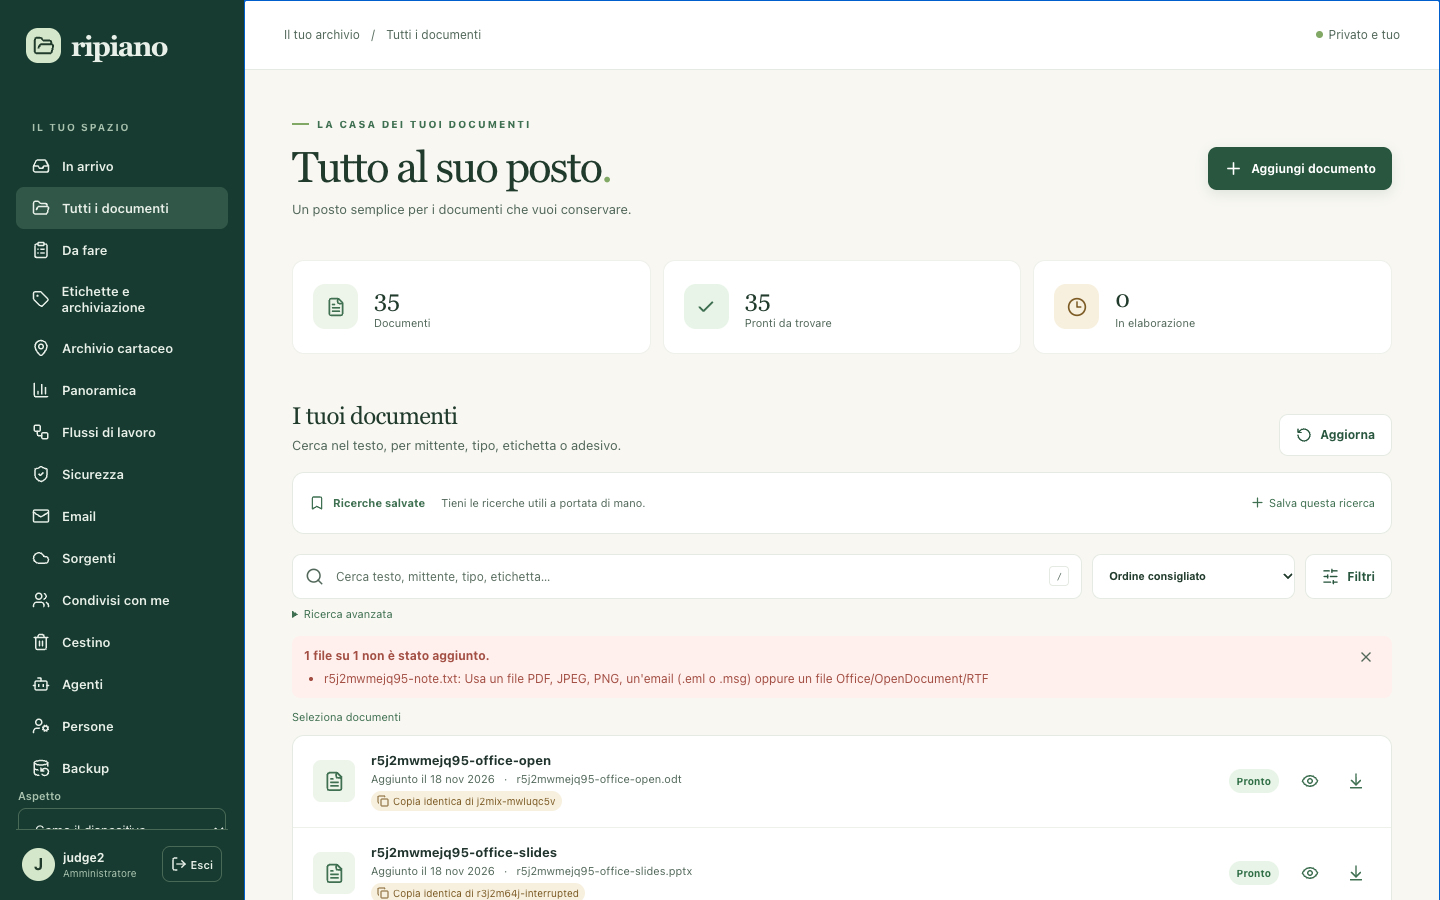 ripiano
IL TUO SPAZIO
In arrivo
Tutti i documenti
Da fare
Etichette e
archiviazione
Archivio cartaceo
Panoramica
Flussi di lavoro
Sicurezza
Email
Sorgenti
Condivisi con me
Cestino
Agenti
Persone
Backup
Aspetto
Come il dispositivo
J
judge2
Amministratore
Esci
Il tuo archivio / Tutti i documenti
Privato e tuo
LA CASA DEI TUOI DOCUMENTI
Tutto al suo posto.
Un posto semplice per i documenti che vuoi conservare.
Aggiungi documento
35
Documenti
35
Pronti da trovare
0
In elaborazione
I tuoi documenti
Cerca nel testo, per mittente, tipo, etichetta o adesivo.
Aggiorna
Ricerche salvate Tieni le ricerche utili a portata di mano.
Salva questa ricerca
Cerca testo, mittente, tipo, etichetta...
/
Ordine consigliato
Filtri
Ricerca avanzata
1 file su 1 non è stato aggiunto.
• r5j2mwmejq95-note.txt: Usa un file PDF, JPEG, PNG, un'email (.eml o .msg) oppure un file Office/OpenDocument/RTF
Seleziona documenti
r5j2mwmejq95-office-open
Aggiunto il 18 nov 2026 · r5j2mwmejq95-office-open.odt
Copia identica di j2mix-mwluqc5v
Pronto
r5j2mwmejq95-office-slides
Aggiunto il 18 nov 2026 · r5j2mwmejq95-office-slides.pptx
Copia identica di r3j2m64j-interrupted
Pronto